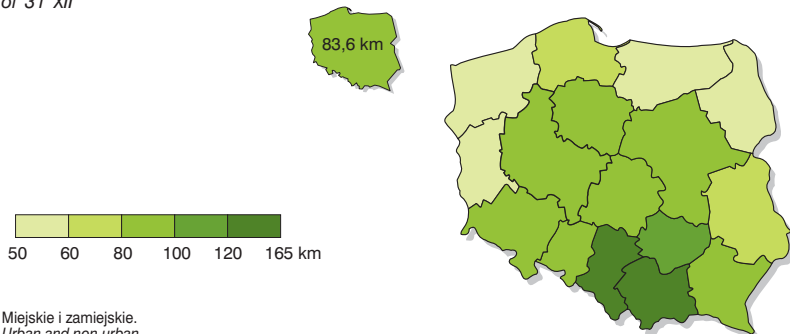 of 31 XII
83,6 km
50 60 80 100 120 165 km
Miejskie i zamiejskie.
Urban and non-urban